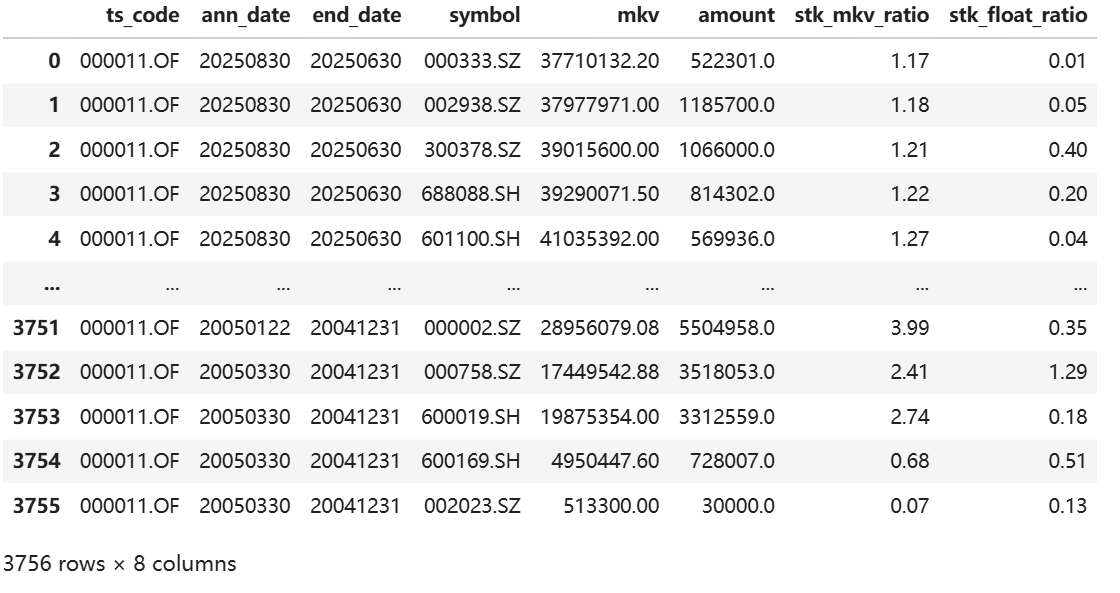 ts_code ann_date end_date symbol mkv amount stk_mkv_ratio stk_float_ratio
0 000011.OF 20250830 20250630 000333.SZ 37710132.20 522301.0 1.17 0.01
1 000011.OF 20250830 20250630 002938.SZ 37977971.00 1185700.0 1.18 0.05
2 000011.OF 20250830 20250630 300378.SZ 39015600.00 1066000.0 1.21 0.40
3 000011.OF 20250830 20250630 688088.SH 39290071.50 814302.0 1.22 0.20
4 000011.OF 20250830 20250630 601100.SH 41035392.00 569936.0 1.27 0.04
... ... ... ... ... ... ... ... ...
3751 000011.OF 20050122 20041231 000002.SZ 28956079.08 5504958.0 3.99 0.35
3752 000011.OF 20050330 20041231 000758.SZ 17449542.88 3518053.0 2.41 1.29
3753 000011.OF 20050330 20041231 600019.SH 19875354.00 3312559.0 2.74 0.18
3754 000011.OF 20050330 20041231 600169.SH 4950447.60 728007.0 0.68 0.51
3755 000011.OF 20050330 20041231 002023.SZ 513300.00 30000.0 0.07 0.13
3756 rows × 8 columns